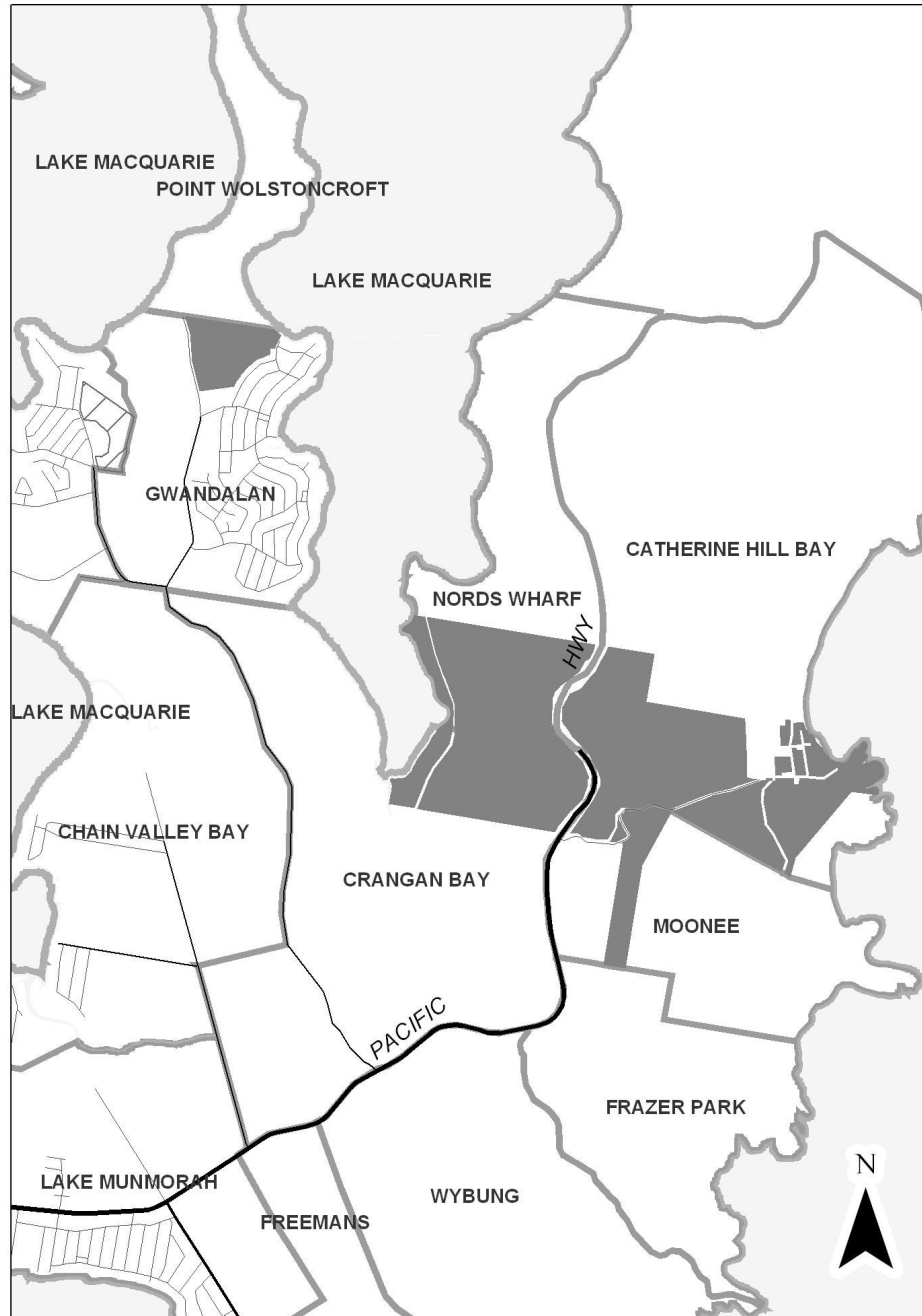 LAKE MACQUARIE
POINT WOLSTONCROFT
LAKE MACQUARIE
GWANDALAN
CATHERINE HILL BAY
NORDS WHARF
HWY
LAKE MACQUARIE
CHAIN VALLEY BAY
CRANGAN BAY
MOONEE
PACIFIC
FRAZER PARK
N
LAKE MUNMORAH
WYBUNG
FREEMANS